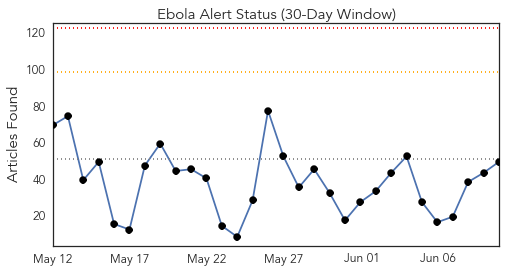 Ebola Alert Status (30-Day Window)
Articles Found
120
100
80
60
40
20
May 12 May 17 May 22 May 27 Jun 01 Jun 06